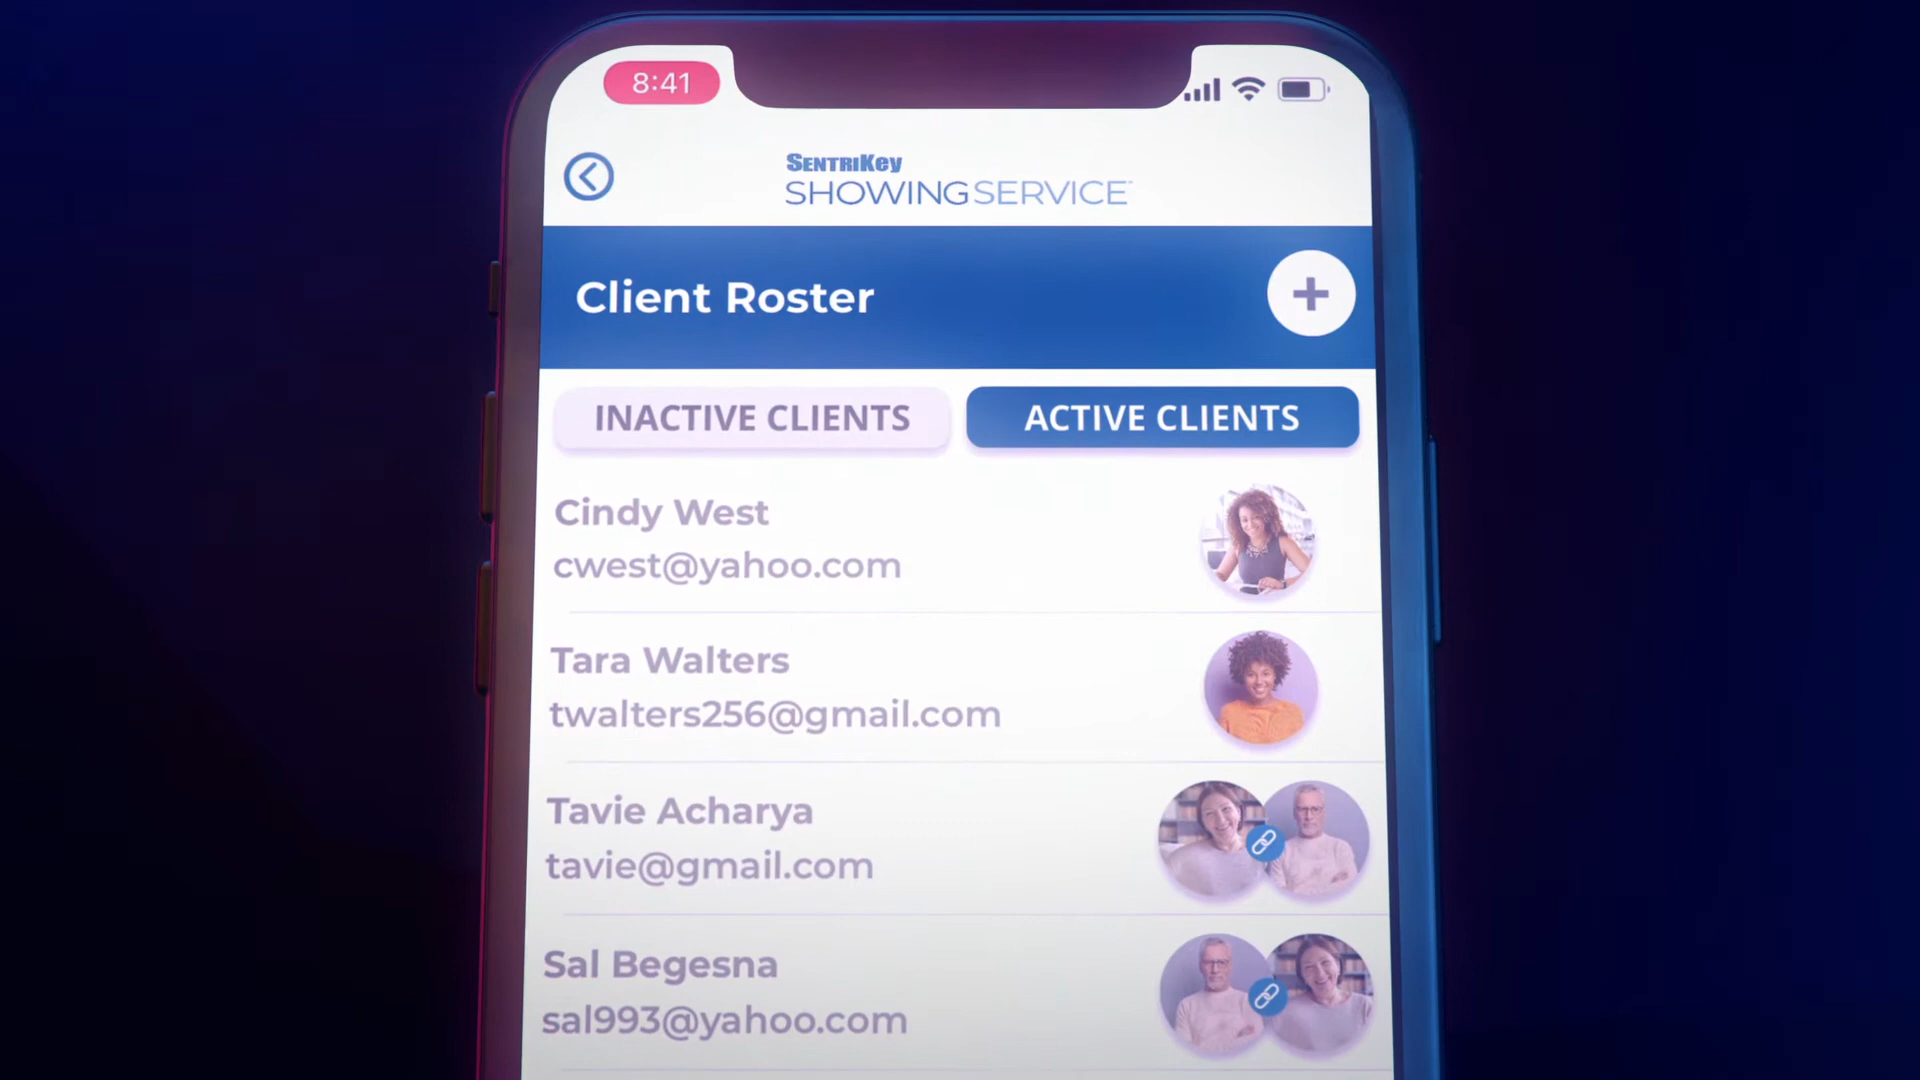 8:41
SENTRIKEY
SHOWINGSERVICE
Client Roster
INACTIVE CLIENTS
ACTIVE CLIENTS
Cindy West
cwest@yahoo.com
Tara Walters
twalters256@gmail.com
Tavie Acharya
tavie@gmail.com
Sal Begesna
sal993@yahoo.com